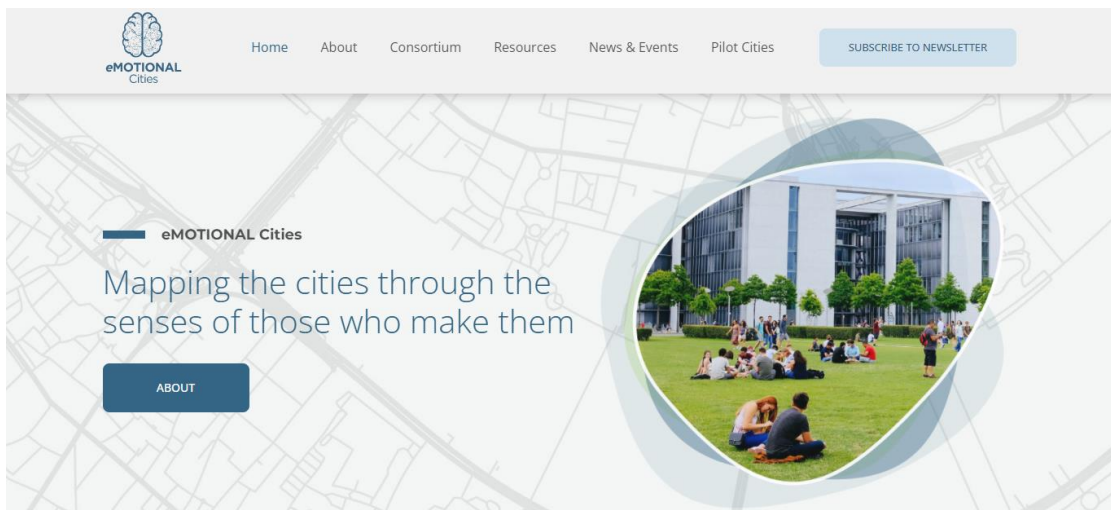 eMOTIONAL
Cities
Home About Consortium Resources News & Events Pilot Cities SUBSCRIBE TO NEWSLETTER
eMOTIONAL Cities
Mapping the cities through the
senses of those who make them
ABOUT